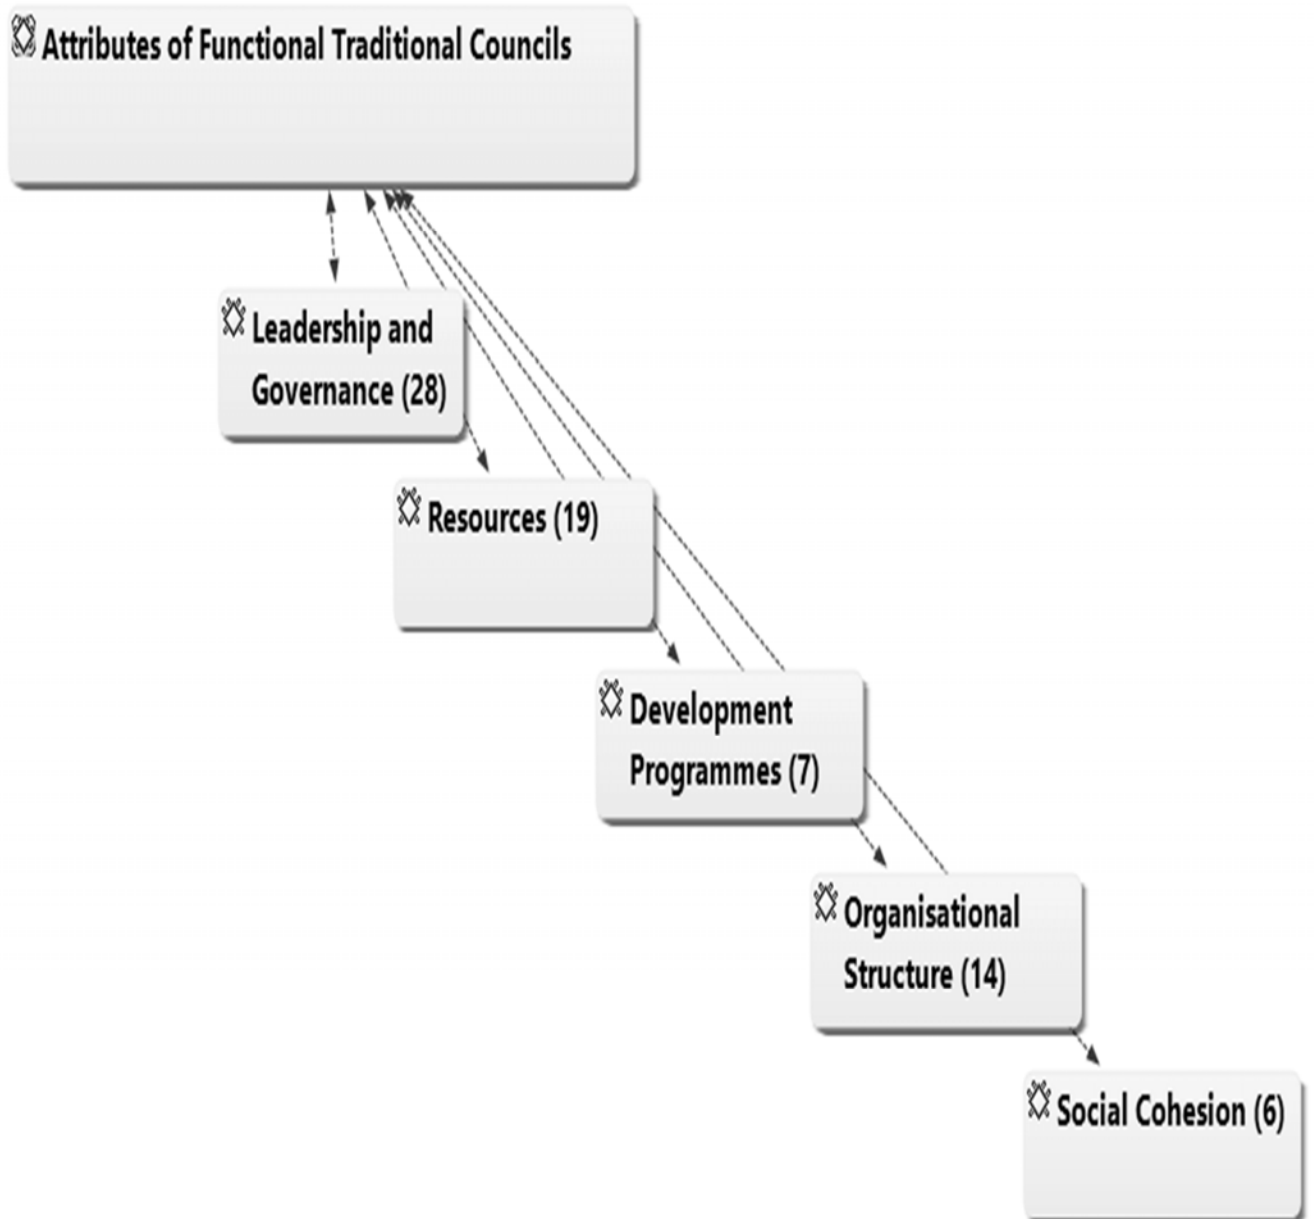 Attributes of Functional Traditional Councils
Leadership and
Governance (28)
Resources (19)
Development
Programmes (7)
Organisational
Structure (14)
Social Cohesion (6)